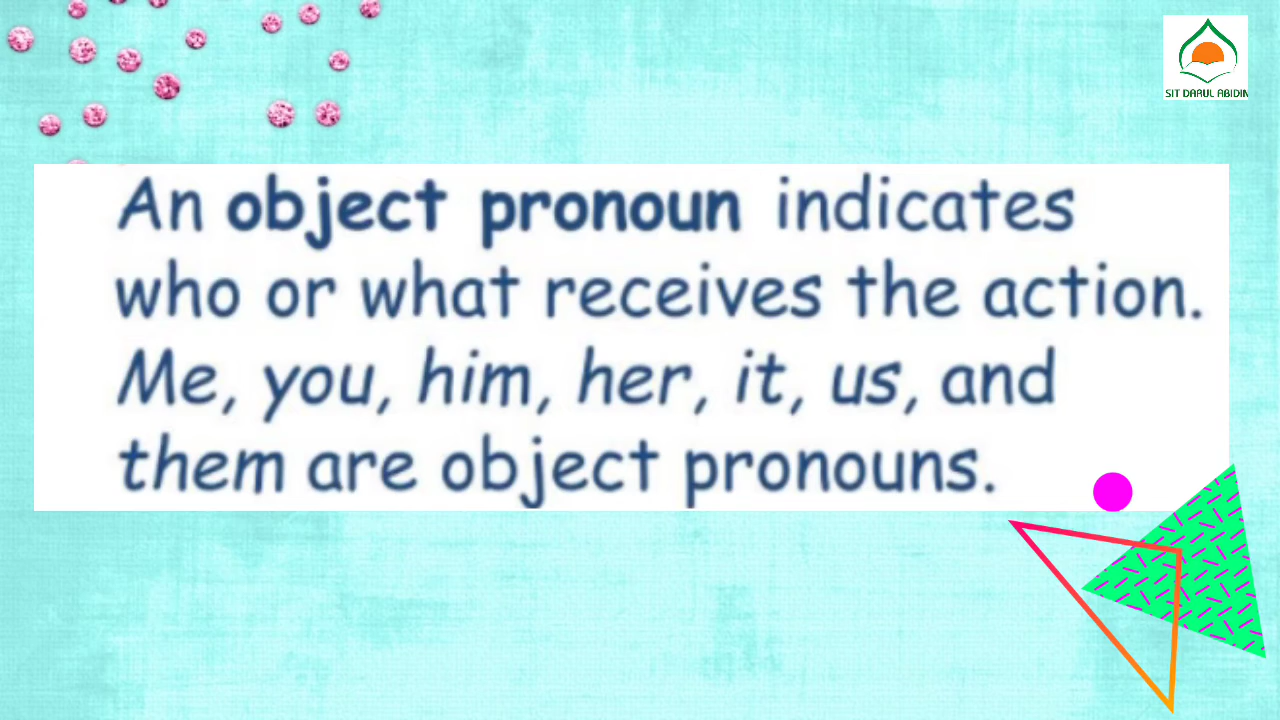 SIT DARUL ABIDIN
An object pronoun indicates
who or what receives the action.
Me, you, him, her, it, us, and
them are object pronouns.